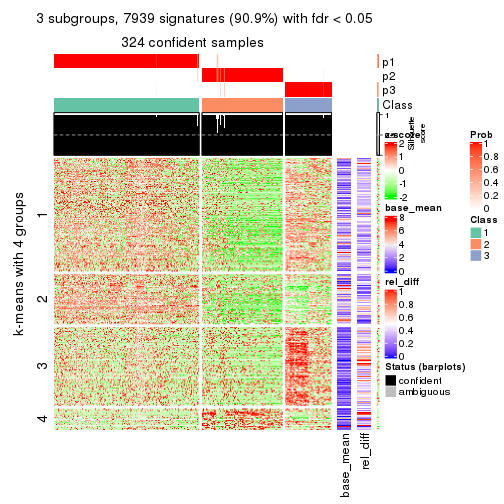 3 subgroups, 7939 signatures (90.9%) with fdr < 0.05
324 confident samples
p1
p2
p3
Class
1
Silhouette
score
k-means with 4 groups
1
2
3
4
base_mean
rel_diff
z-score
2
1
0
-1
-2
base_mean
8
6
4
2
0
rel_diff
1
0.8
0.6
0.4
0.2
0
Status (barplots)
confident
ambiguous
Prob
1
0.8
0.6
0.4
0.2
0
Class
1
2
3